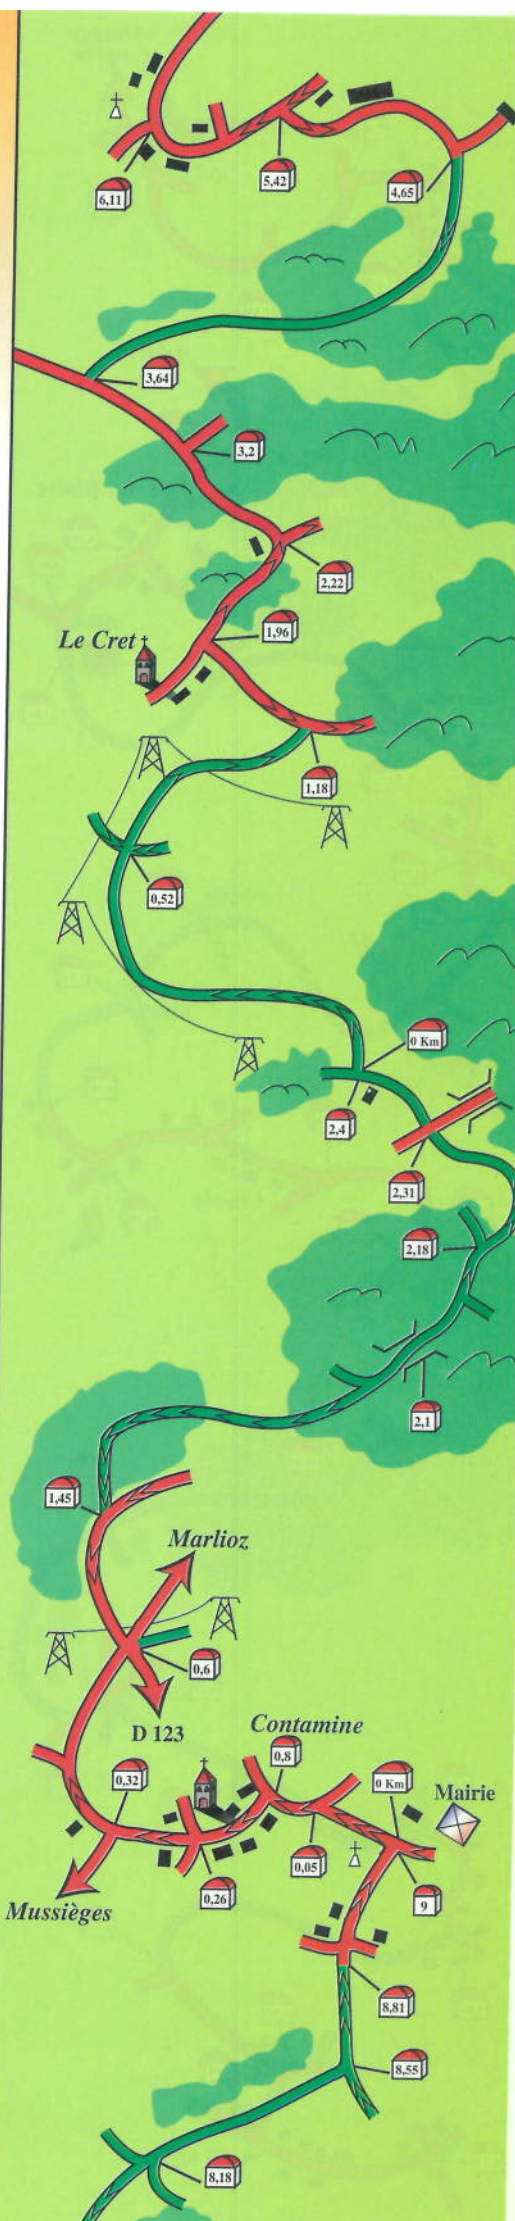 6,11
5,42
4,65
3,64
3,2
2,22
1,96
Le Cret
1,18
0,52
0 Km
2,4
2,31
2,18
2,1
1,45
Marlioz
0,6
D 123
Contamine
0,8
0,32
0 Km
Mairie
0,05
0,26
9
Mussièges
8,81
8,55
8,18